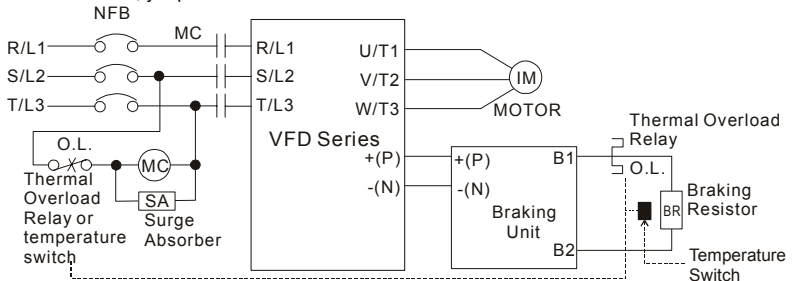 NFB
R/L1
MC
R/L1
U/T1
S/L2
S/L2
V/T2
IM
T/L3
T/L3
W/T3
MOTOR
VFD Series
O.L.
MC
SA
Thermal
Overload
Relay or
temperature
switch
Surge
Absorber
+(P)
-(N)
+(P)
-(N)
B1
Braking
Unit
B2
Thermal Overload
Relay
O.L.
BR
Braking
Resistor
Temperature
Switch